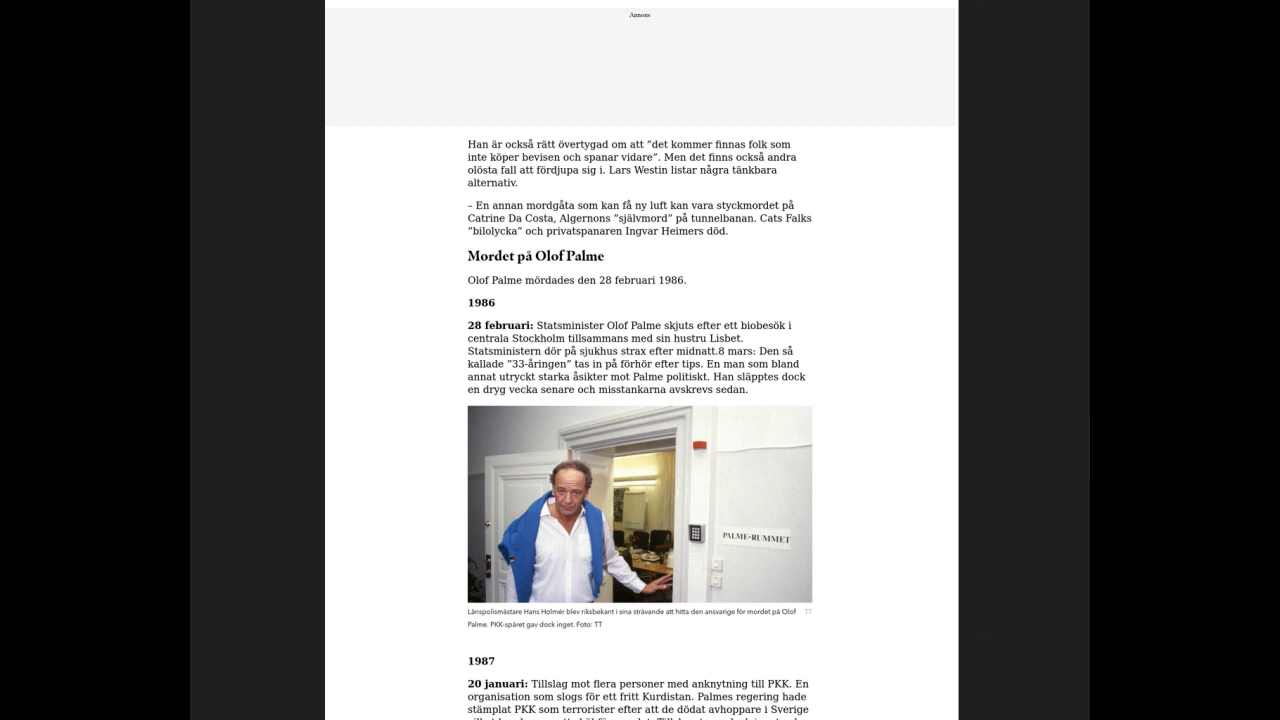 Annons
Han är också rätt övertygad om att ”det kommer finnas folk som
inte köper bevisen och spanar vidare”. Men det finns också andra
olösta fall att fördjupa sig i. Lars Westin listar några tänkbara
alternativ.
– En annan mordgåta som kan få ny luft kan vara styckmordet på
Catrine Da Costa, Algernons ”självmord” på tunnelbanan. Cats Falks
”bilolycka” och privatspanaren Ingvar Heimers död.
Mordet på Olof Palme
Olof Palme mördades den 28 februari 1986.
1986
28 februari: Statsminister Olof Palme skjuts efter ett biobesök i
centrala Stockholm tillsammans med sin hustru Lisbet.
Statsministern dör på sjukhus strax efter midnatt.8 mars: Den så
kallade ”33-åringen” tas in på förhör efter tips. En man som bland
annat utryckt starka åsikter mot Palme politiskt. Han släpptes dock
en dryg vecka senare och misstankarna avskrevs sedan.
PALME-RUMMET
Länspolismästare Hans Holmér blev riksbekant i sina strävande att hitta den ansvarige för mordet på Olof
TT
Palme. PKK-spåret gav dock inget. Foto: TT
1987
20 januari: Tillslag mot flera personer med anknytning till PKK. En
organisation som slogs för ett fritt Kurdistan. Palmes regering hade
stämplat PKK som terrorister efter att de dödat avhoppare i Sverige